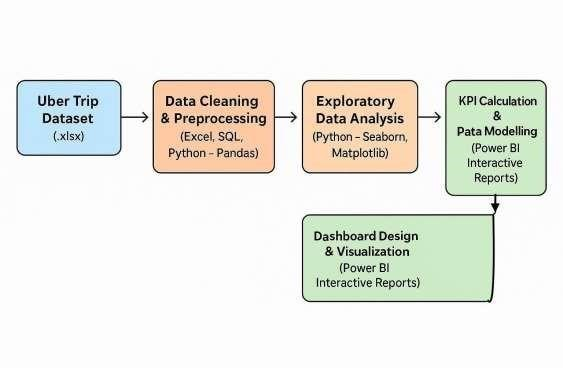 Uber Trip
Dataset
(.xlsx)
Data Cleaning
& Preprocessing
(Excel, SQL,
Python – Pandas)
Exploratory
Data Analysis
(Python – Seaborn,
Matplotlib)
KPI Calculation
&
Pata Modelling
(Power BI
Interactive
Reports)
Dashboard Design
& Visualization
(Power BI
Interactive Reports)